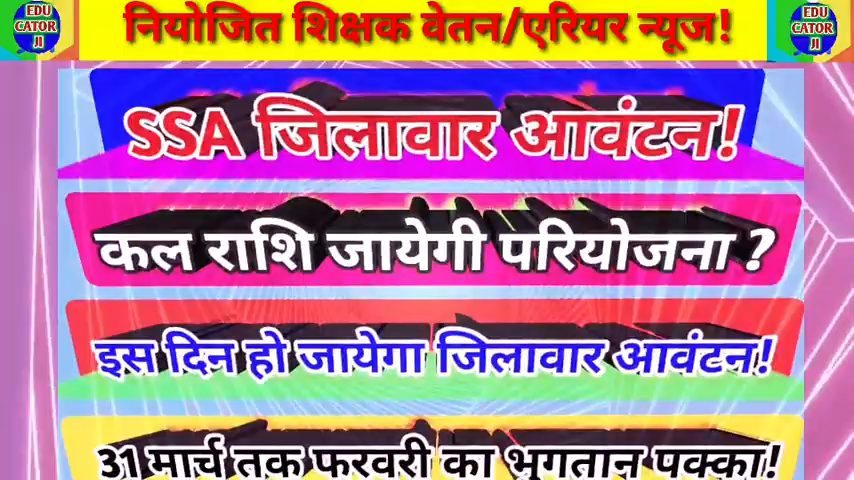 EDU
CATOR
JI
नियोजित शिक्षक वेतन/एरियर न्यूज!
EDU
CATOR
JI
SSA जिलावार आवंटन!
कल राशि जायेगी परियोजना ?
इस दिन हो जायेगा जिलावार आवंटन!
31 मार्च तक फरवरी का भुगतान पक्का!